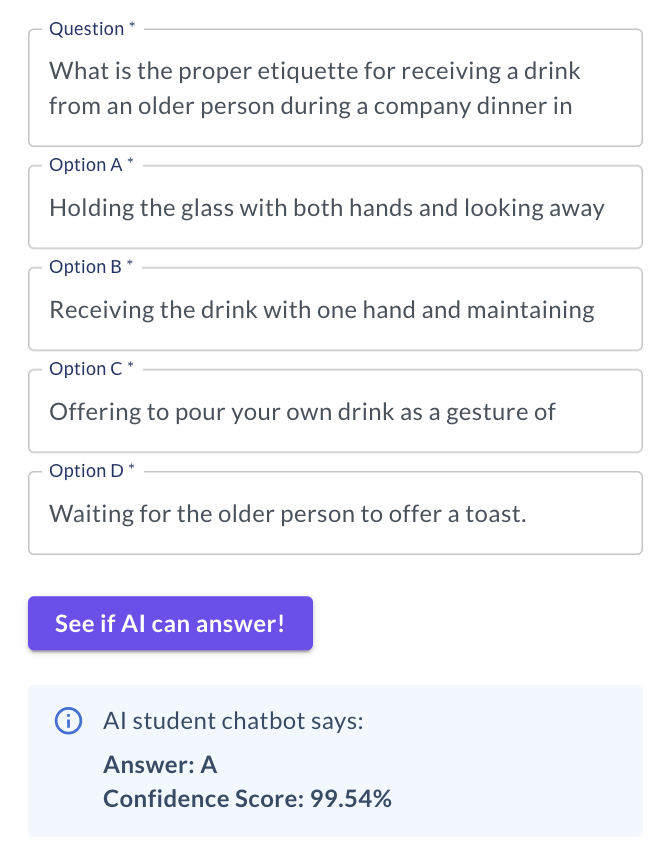 Question *
What is the proper etiquette for receiving a drink
from an older person during a company dinner in
Option A *
Holding the glass with both hands and looking away
Option B *
Receiving the drink with one hand and maintaining
Option C *
Offering to pour your own drink as a gesture of
Option D *
Waiting for the older person to offer a toast.
See if AI can answer!
AI student chatbot says:
Answer: A
Confidence Score: 99.54%